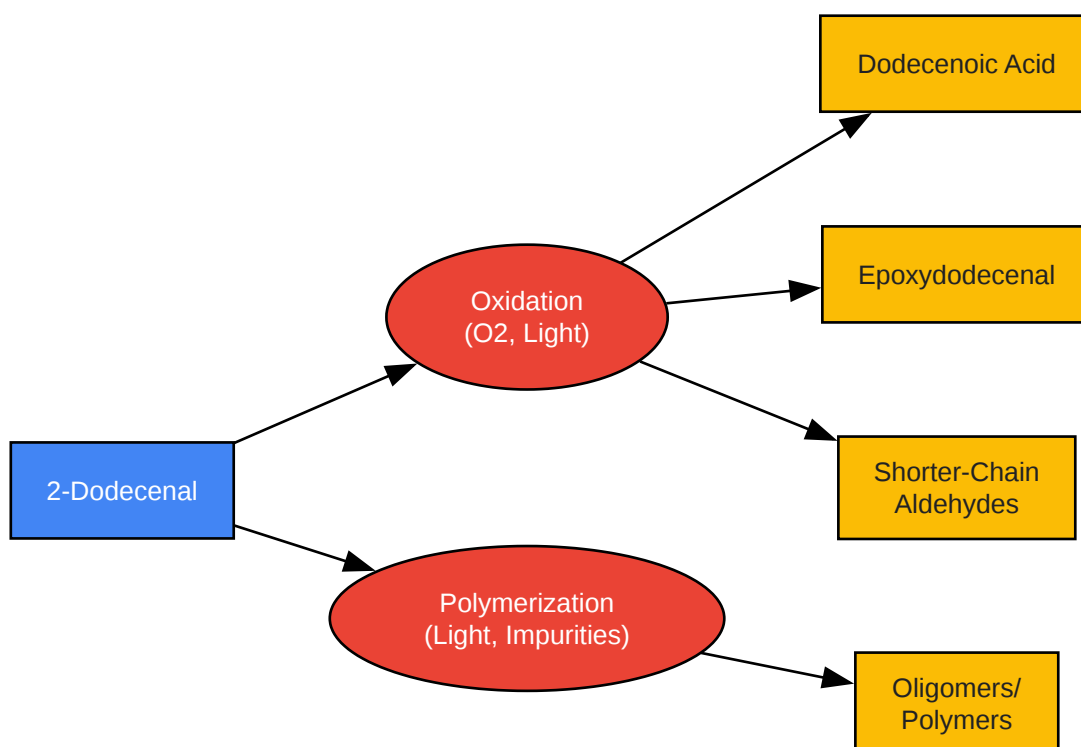 Dodecenoic Acid
Epoxydodecenal
Oxidation
(O2, Light)
Shorter-Chain
Aldehydes
2-Dodecenal
Polymerization
(Light, Impurities)
Oligomers/
Polymers